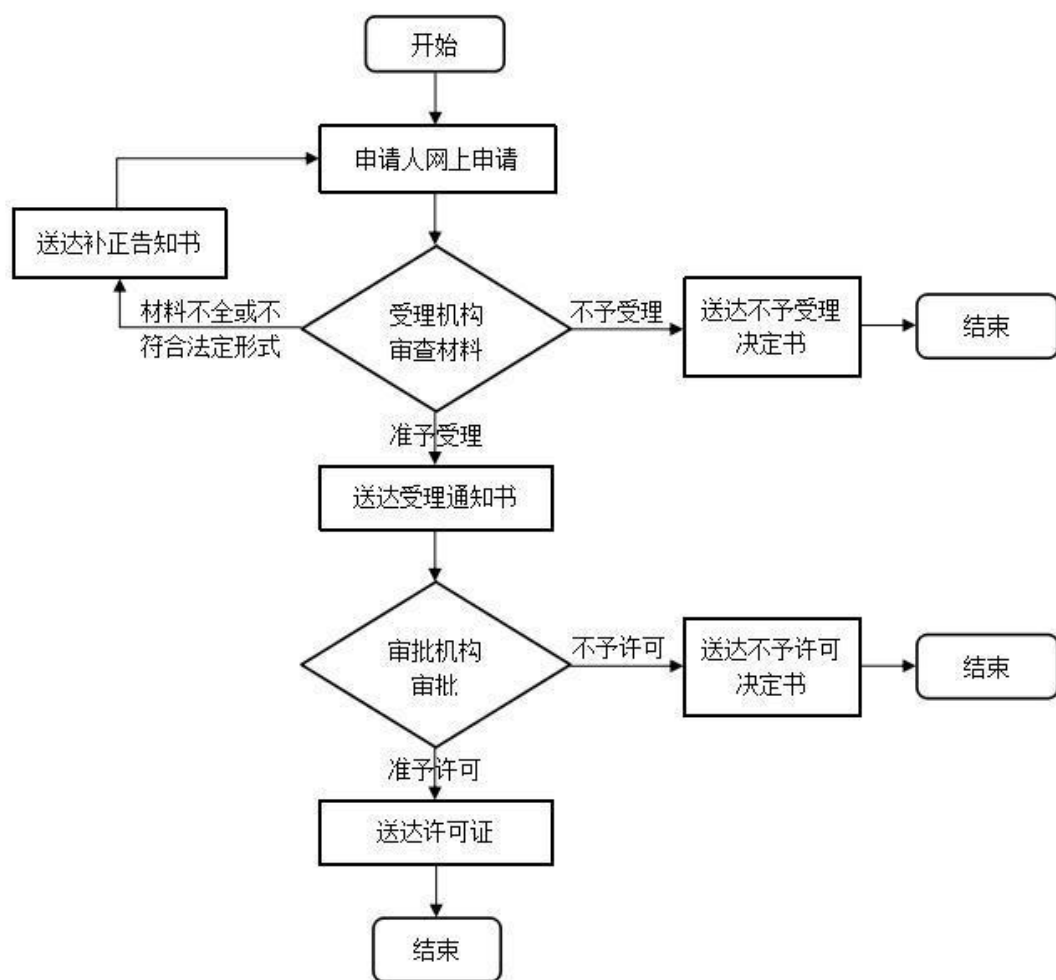 开始
申请人网上申请
送达补正告知书
材料不全或不
符合法定形式
受理机构
审查材料
不予受理
送达不予受理
决定书
结束
准予受理
送达受理通知书
审批机构
审批
不予许可
送达不予许可
决定书
结束
准予许可
送达许可证
结束